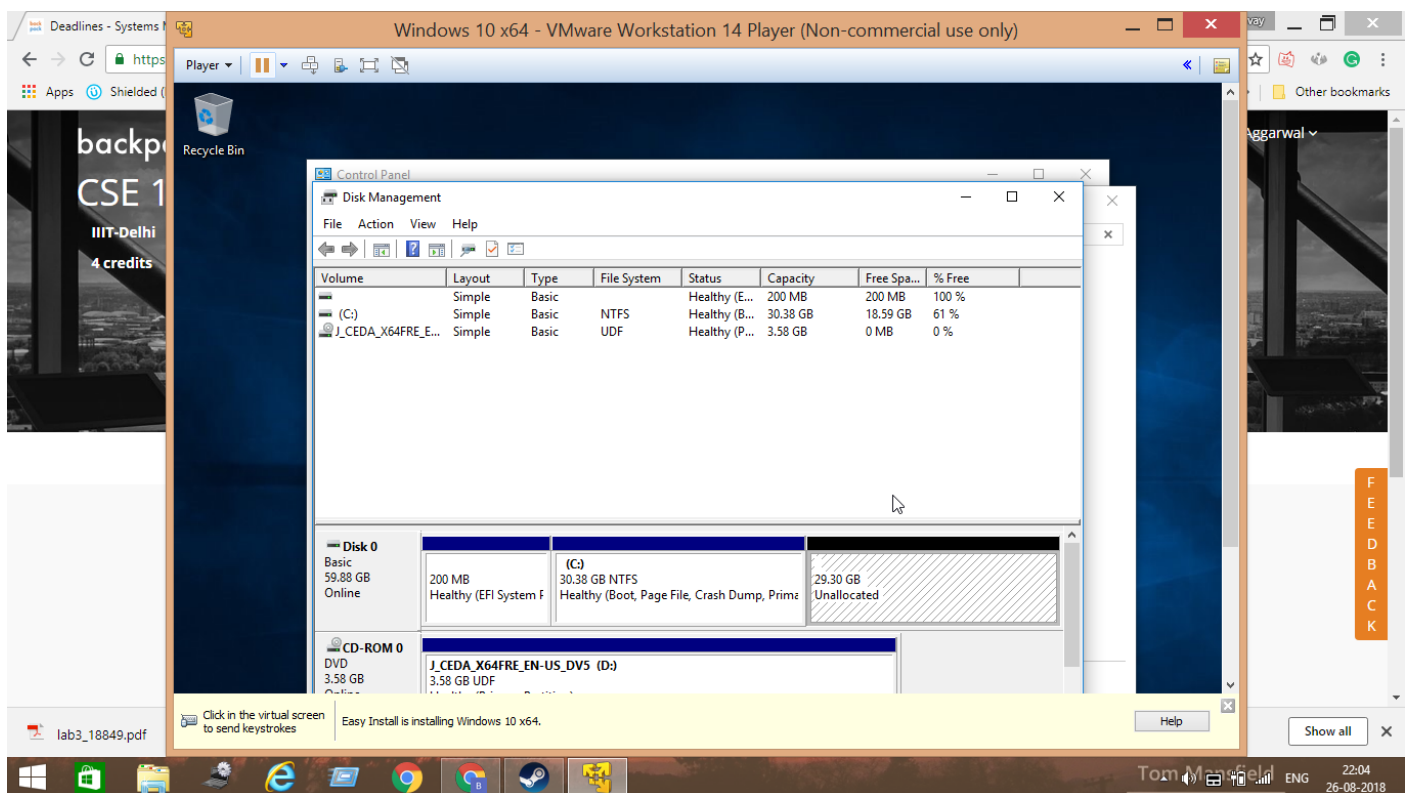 Deadlines - Systems M
https
Apps Shielded (
Other bookmarks
backp
CSE 1
IIIT-Delhi
4 credits
Aggarwal
Windows 10 x64 - VMware Workstation 14 Player (Non-commercial use only)
Player
Recycle Bin
Control Panel
Disk Management
File Action View Help
Volume Layout Type File System Status Capacity Free Spa... % Free
Simple Basic Healthy (E... 200 MB 200 MB 100 %
(C:) Simple Basic NTFS Healthy (B... 30.38 GB 18.59 GB 61 %
J_CEDA_X64FRE_E... Simple Basic UDF Healthy (P... 3.58 GB 0 MB 0 %
Disk 0
Basic
59.88 GB
Online
200 MB
Healthy (EFI System P
(C:)
30.38 GB NTFS
Healthy (Boot, Page File, Crash Dump, Prima
29.30 GB
Unallocated
CD-ROM 0
DVD
3.58 GB
Online
J_CEDA_X64FRE_EN-US_DV5 (D:)
3.58 GB UDF
FEEDBACK
Click in the virtual screen
to send keystrokes
Easy Install is installing Windows 10 x64.
Help
lab3_18849.pdf
Show all
Tom Mansfield
ENG
22:04
26-08-2018